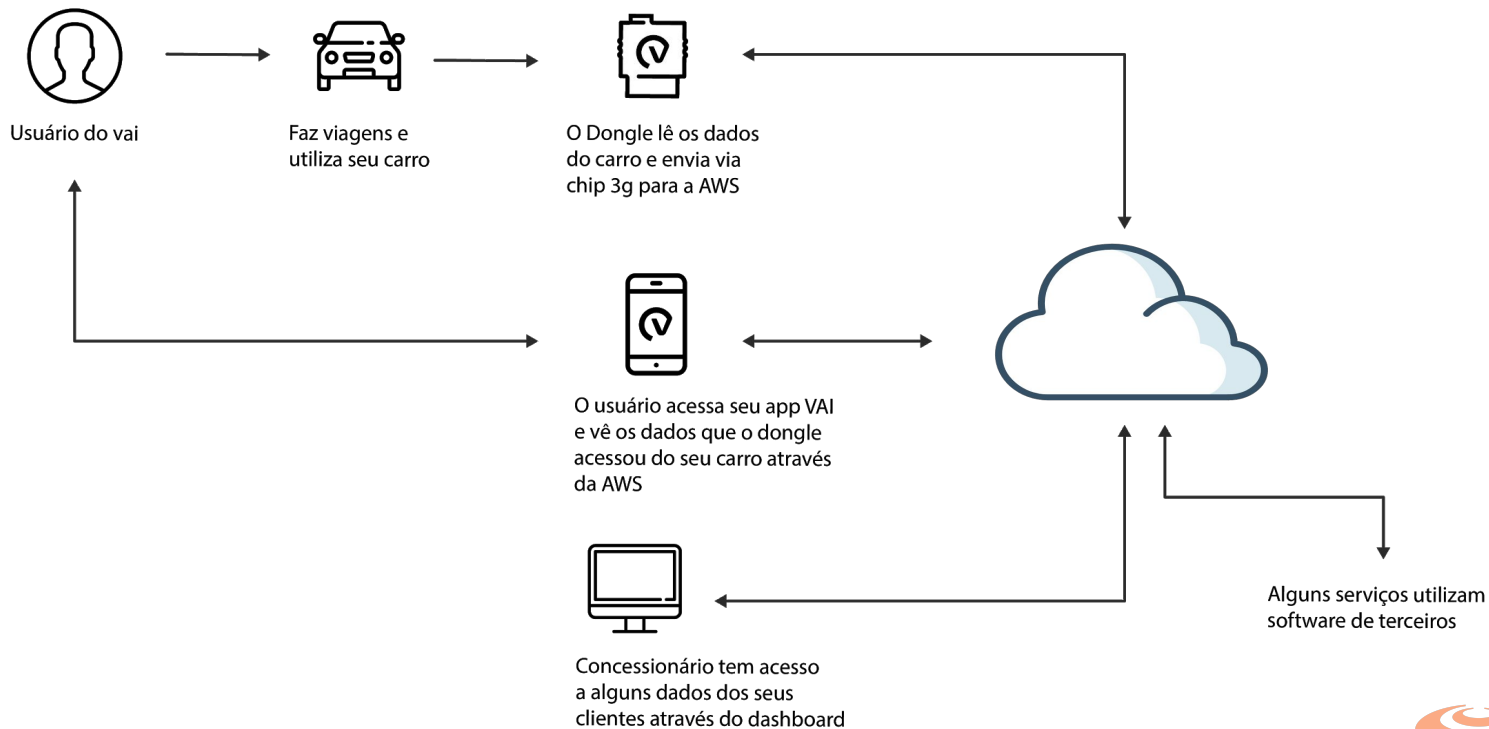 Usuário do vai
Faz viagens e
utiliza seu carro
O Dongle lê os dados
do carro e envia via
chip 3g para a AWS
O usuário acessa seu app VAI
e vê os dados que o dongle
acessou do seu carro através
da AWS
Concessionário tem acesso
a alguns dados dos seus
clientes através do dashboard
Alguns serviços utilizam
software de terceiros